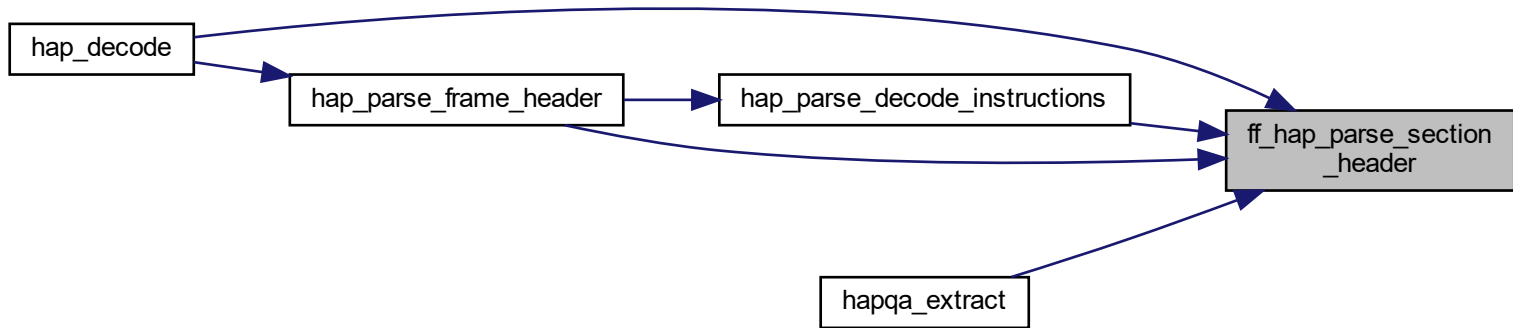 hap_decode
hap_parse_frame_header
hap_parse_decode_instructions
ff_hap_parse_section
_header
hapqa_extract